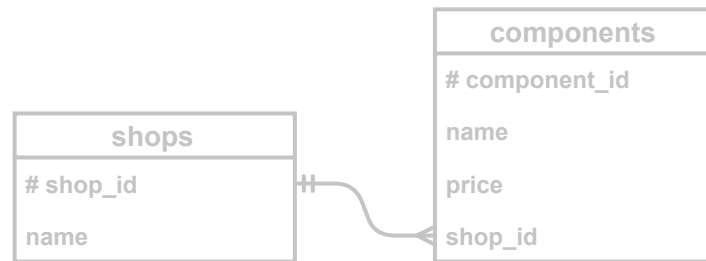 shops
# shop_id
name
components
# component_id
name
price
shop_id